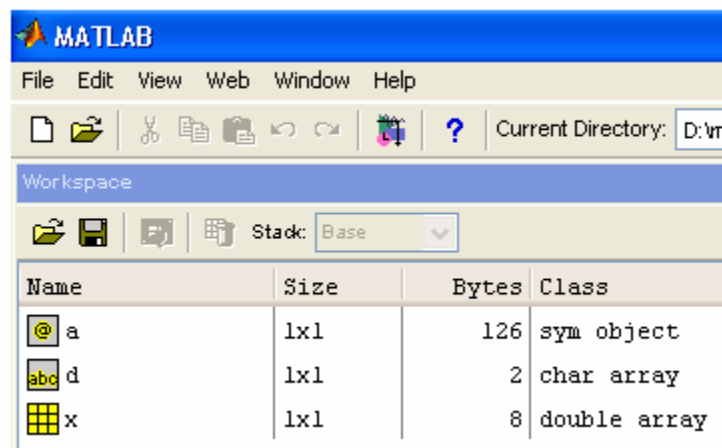 MATLAB
File Edit View Web Window Help
? Current Directory: D:\m
Workspace
Stack: Base
Name Size Bytes Class
@ a 1x1 126 sym object
abc d 1x1 2 char array
x 1x1 8 double array